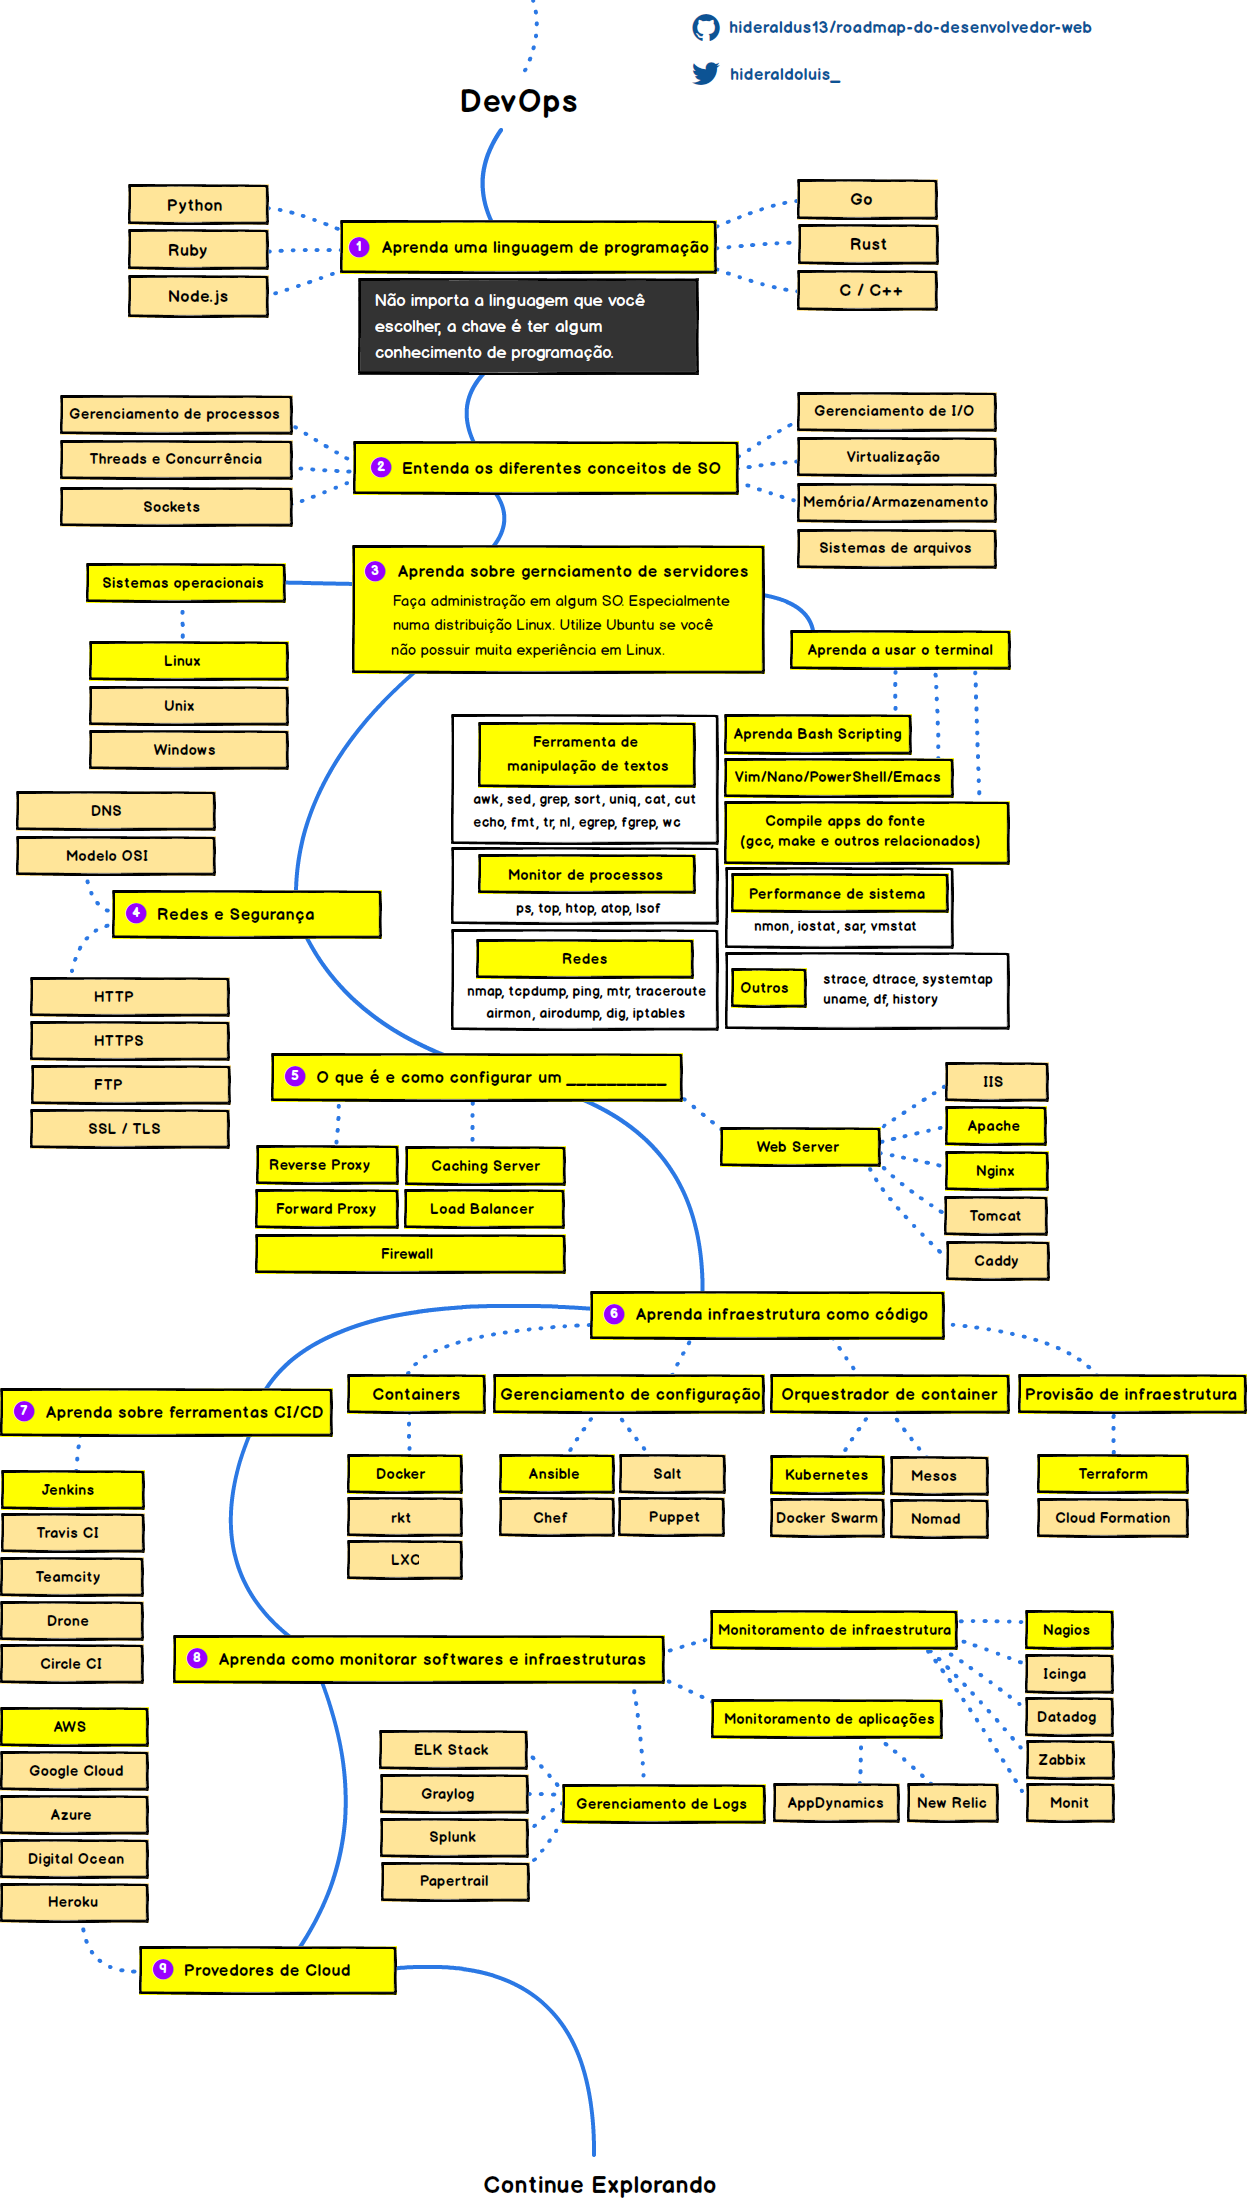 hideraldus13/roadmap-do-desenvolvedor-web
hideraldoluis_
DevOps
Python
Ruby
Node.js
1 Aprenda uma linguagem de programação
Go
Rust
C / C++
Não importa a linguagem que você
escolher, a chave é ter algum
conhecimento de programação.
Gerenciamento de processos
Threads e Concurrência
Sockets
2 Entenda os diferentes conceitos de SO
Gerenciamento de I/O
Virtualização
Memória/Armazenamento
Sistemas de arquivos
3 Aprenda sobre gernciamento de servidores
Faça administração em algum SO. Especialmente
numa distribuição Linux. Utilize Ubuntu se você
não possuir muita experiência em Linux.
Sistemas operacionais
Linux
Unix
Windows
Aprenda a usar o terminal
Ferramenta de
manipulação de textos
awk, sed, grep, sort, uniq, cat, cut
echo, fmt, tr, nl, egrep, fgrep, wc
Monitor de processos
ps, top, htop, atop, lsof
Redes
nmap, tcpdump, ping, mtr, traceroute
airmon, airodump, dig, iptables
Aprenda Bash Scripting
Vim/Nano/PowerShell/Emacs
Compile apps do fonte
(gcc, make e outros relacionados)
Performance de sistema
nmon, iostat, sar, vmstat
Outros
strace, dtrace, systemtap
uname, df, history
DNS
Modelo OSI
4 Redes e Segurança
HTTP
HTTPS
FTP
SSL / TLS
5 O que é e como configurar um __________
Reverse Proxy
Caching Server
Forward Proxy
Load Balancer
Firewall
Web Server
IIS
Apache
Nginx
Tomcat
Caddy
6 Aprenda infraestrutura como código
Containers
Docker
rkt
LXC
Gerenciamento de configuração
Ansible
Salt
Chef
Puppet
Orquestrador de container
Kubernetes
Mesos
Docker Swarm
Nomad
Provisão de infraestrutura
Terraform
Cloud Formation
7 Aprenda sobre ferramentas CI/CD
Jenkins
Travis CI
Teamcity
Drone
Circle CI
8 Aprenda como monitorar softwares e infraestruturas
Monitoramento de infraestrutura
Nagios
Icinga
Datadog
Zabbix
Monit
Monitoramento de aplicações
AppDynamics
New Relic
Gerenciamento de Logs
ELK Stack
Graylog
Splunk
Papertrail
AWS
Google Cloud
Azure
Digital Ocean
Heroku
9 Provedores de Cloud
Continue Explorando